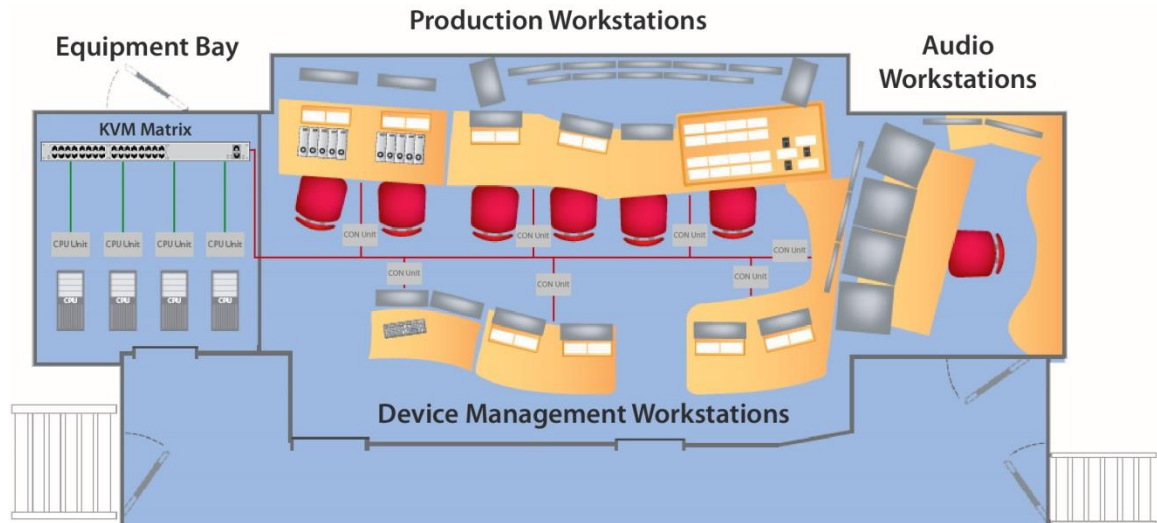 Production Workstations
Equipment Bay
Audio
Workstations
KVM Matrix
CPU Unit
CPU Unit
CPU Unit
CPU Unit
CPU
CPU
CPU
CPU
CON Unit
CON Unit
CON Unit
CON Unit
CON Unit
CON Unit
CON Unit
Device Management Workstations